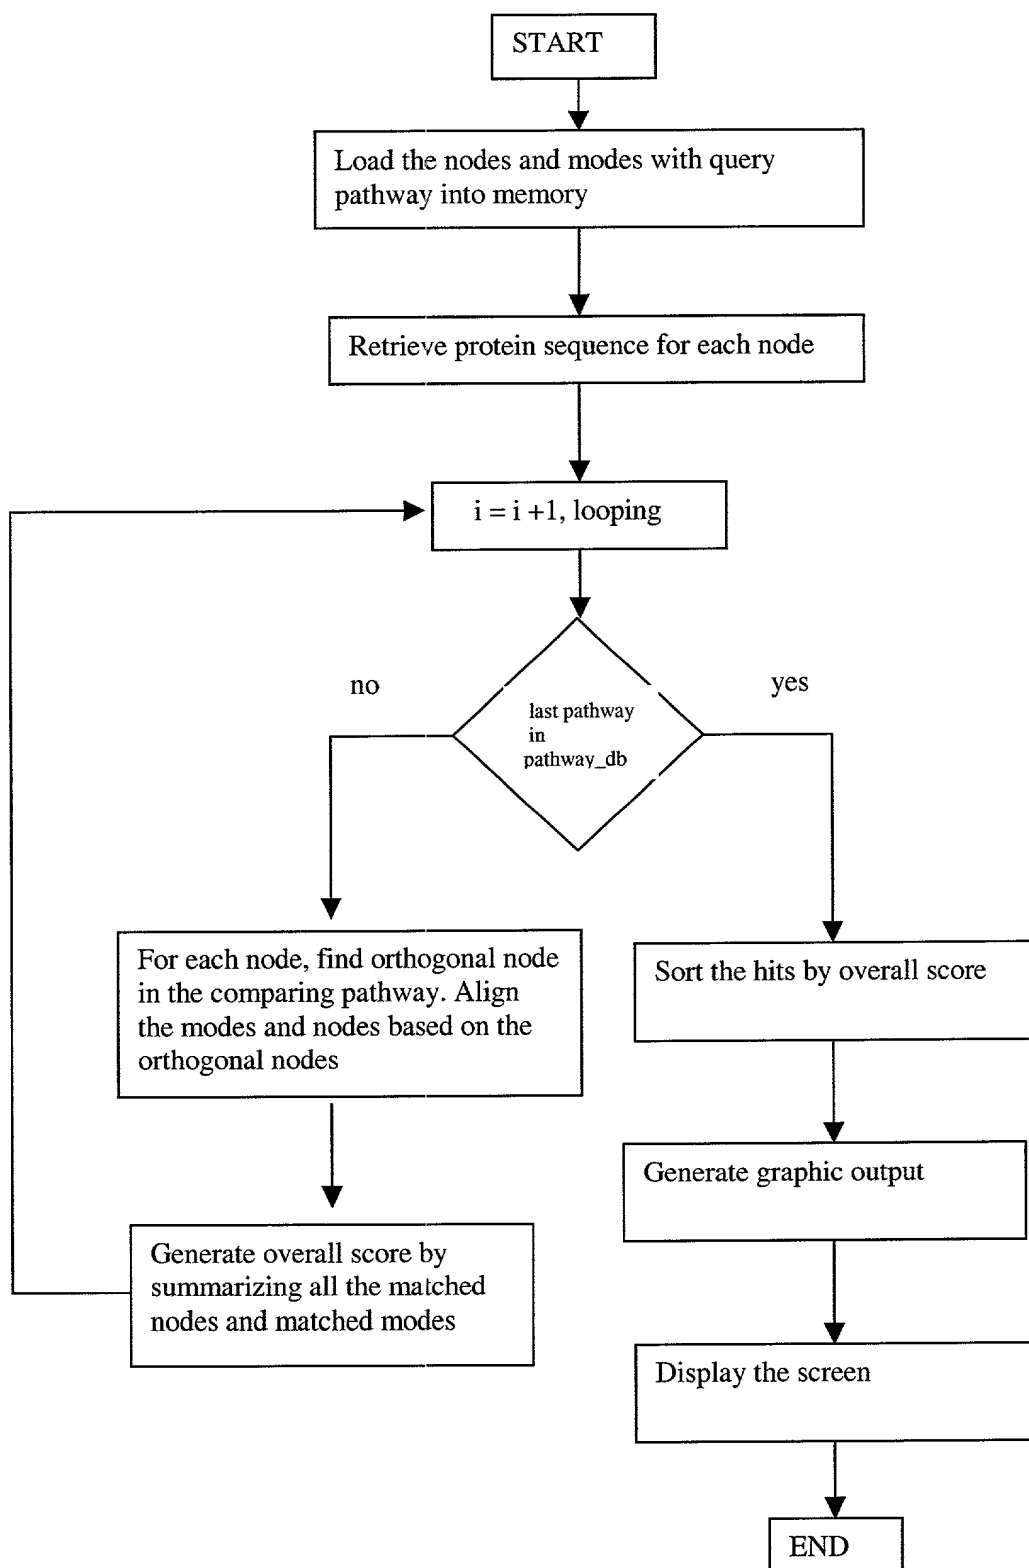 START
Load the nodes and modes with query
pathway into memory
Retrieve protein sequence for each node
i = i +1, looping
no
yes
last pathway
in
pathway_db
For each node, find orthogonal node
in the comparing pathway. Align
the modes and nodes based on the
orthogonal nodes
Sort the hits by overall score
Generate graphic output
Generate overall score by
summarizing all the matched
nodes and matched modes
Display the screen
END